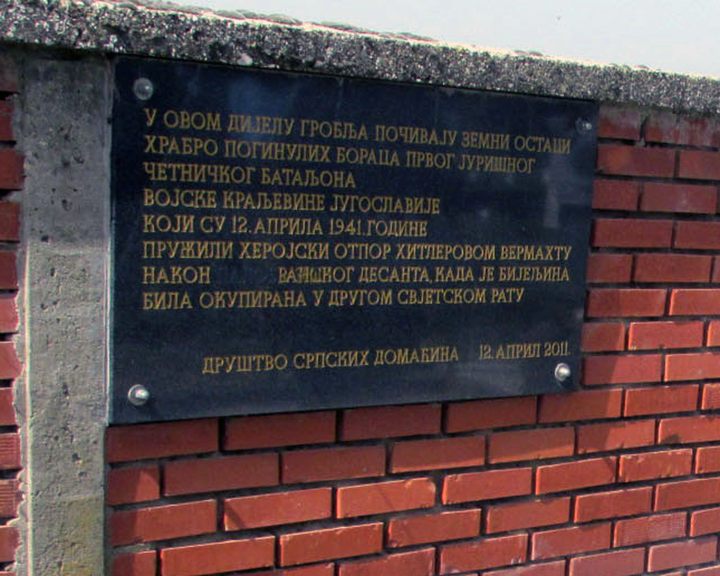 У ОВОМ ДИЈЕЛУ ГРОБЉА ПОЧИВАЈУ ЗЕМНИ ОСТАЦИ
ХРАБРО ПОГИНУЛИХ БОРАЦА ПРВОГ ЈУРИШНОГ
ЧЕТНИЧКОГ БАТАЉОНА
ВОЈСКЕ КРАЉЕВИНЕ ЈУГОСЛАВИЈЕ
КОЈИ СУ 12. АПРИЛА 1941. ГОДИНЕ
ПРУЖИЛИ ХЕРОЈСКИ ОТПОР ХИТЛЕРОВОМ ВЕРМАХТУ
НАКОН ДЕСАНТА, КАДА ЈЕ БИЈЕЉИНА
БИЛА ОКУПИРАНА У ДРУГОМ СВЈЕТСКОМ РАТУ
ДРУШТВО СРПСКИХ ДОМАЋИНА 12. АПРИЛ 2011.